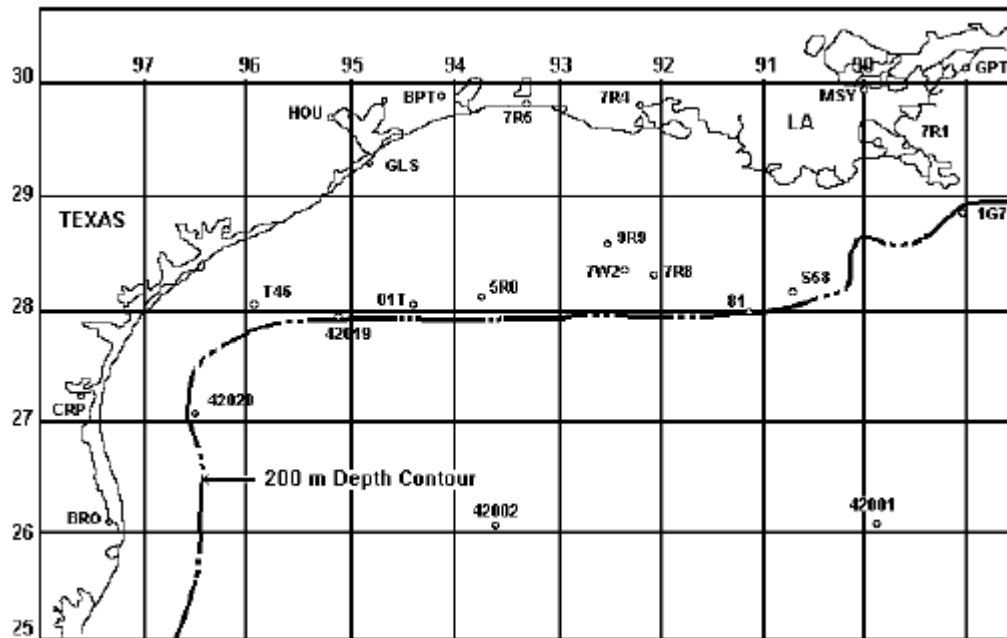 97 96 95 94 93 92 91 90
30
GPT
HOU
BPT
7R5
7R4
MSY
LA
7R1
GLS
29
TEXAS
1G7
9R9
7W2
7R8
T46
01T
5R0
S58
28
81
42019
CRP
42020
27
200 m Depth Contour
BRO
42002
42001
26
25